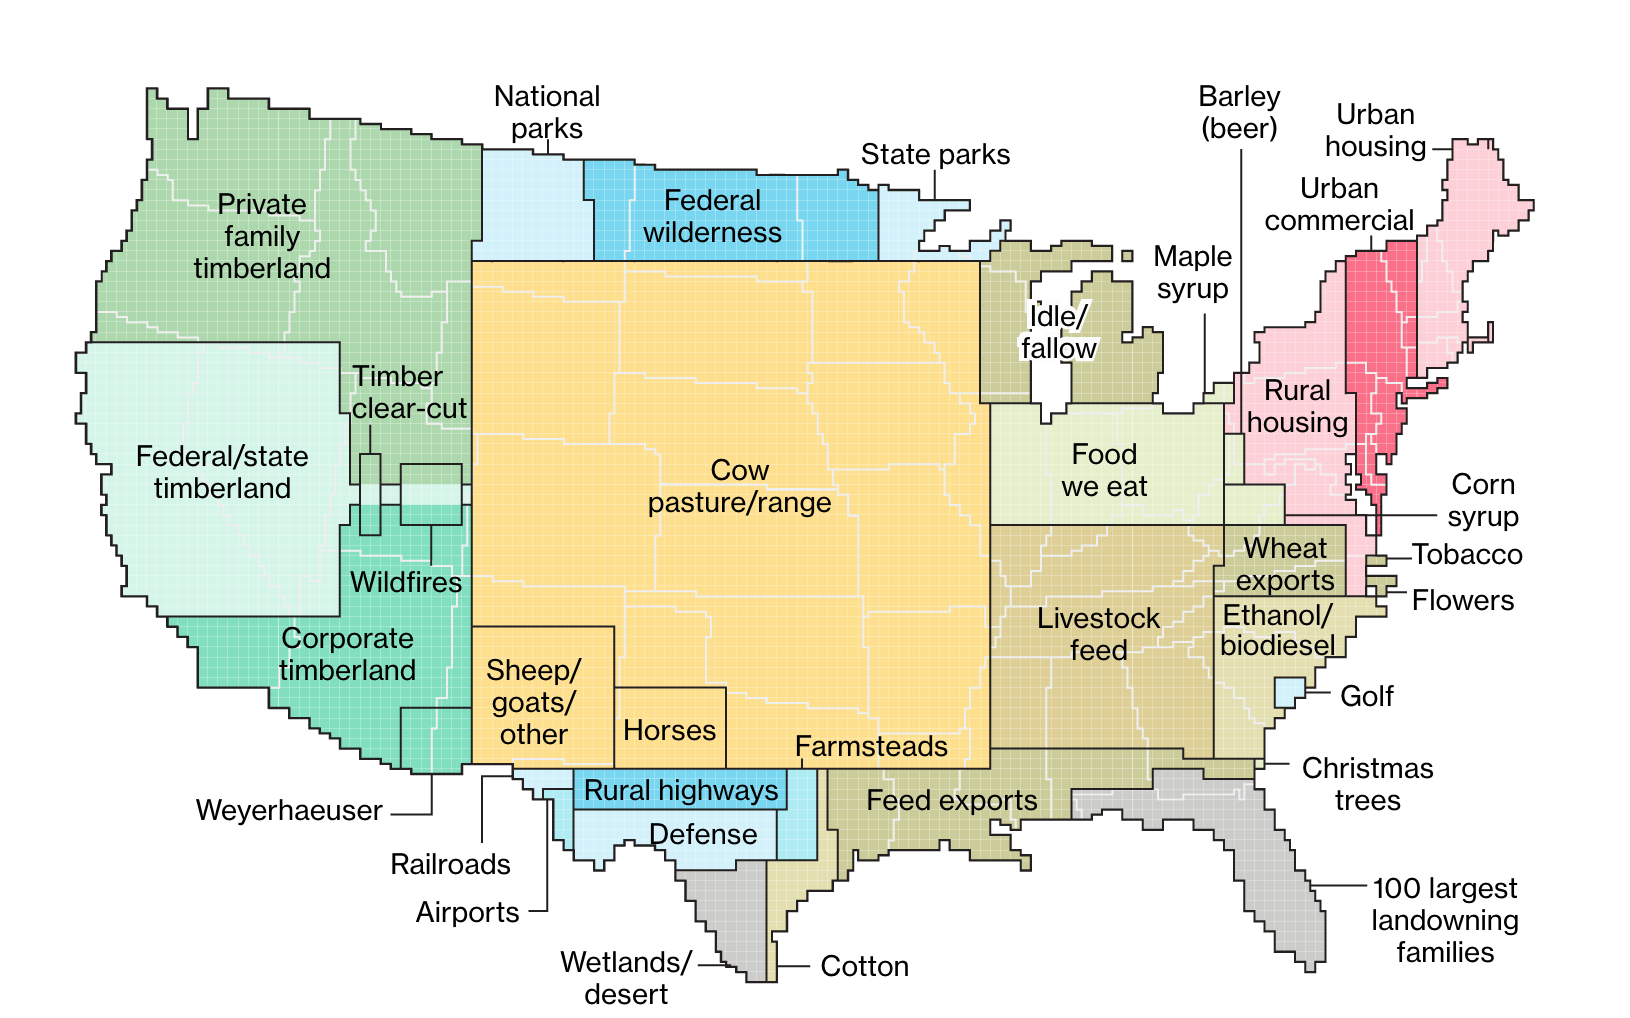 National
parks
Barley
(beer)
Urban
housing
State parks
Urban
commercial
Private
family
timberland
Federal
wilderness
Maple
syrup
Idle/
fallow
Timber
clear-cut
Rural
housing
Federal/state
timberland
Cow
pasture/range
Food
we eat
Corn
syrup
Wildfires
Wheat
exports
Tobacco
Flowers
Corporate
timberland
Livestock
feed
Ethanol/
biodiesel
Sheep/
goats/
other
Horses
Golf
Farmsteads
Weyerhaeuser
Rural highways
Feed exports
Christmas
trees
Defense
Railroads
Airports
100 largest
landowning
families
Wetlands/
desert
Cotton